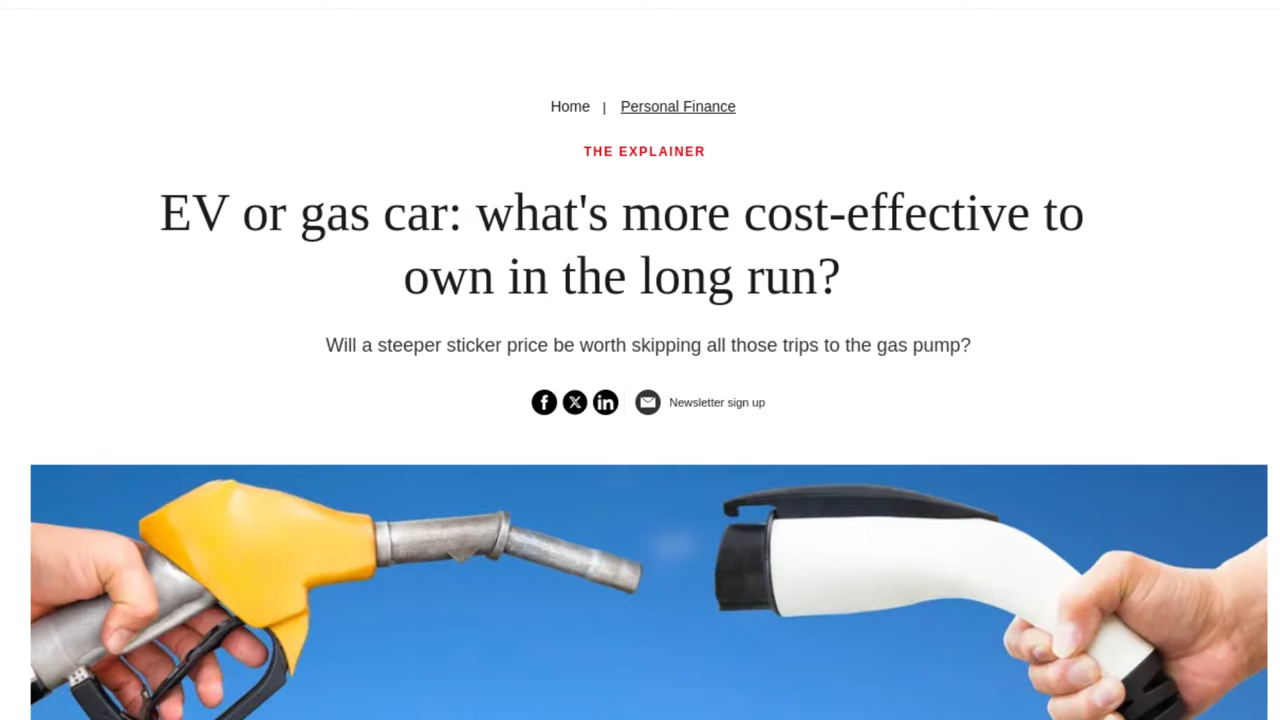 Home | Personal Finance
THE EXPLAINER
EV or gas car: what's more cost-effective to
own in the long run?
Will a steeper sticker price be worth skipping all those trips to the gas pump?
Newsletter sign up